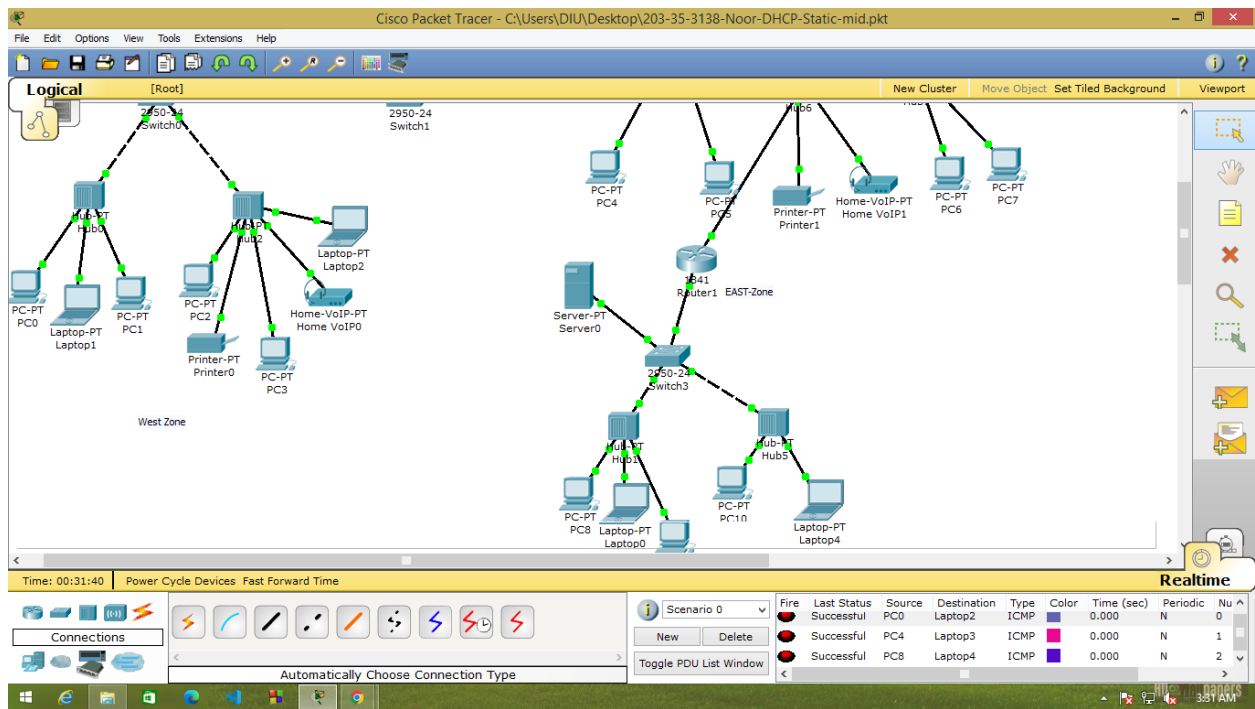 Cisco Packet Tracer - C:\Users\DIU\Desktop\203-35-3138-Noor-DHCP-Static-mid.pkt
File Edit Options View Tools Extensions Help
Logical [Root] New Cluster Move Object Set Tiled Background Viewport
2950-24
Switch0
2950-24
Switch1
Hub6
PC-PT
PC4
PC-PT
PC5
Printer-PT
Printer1
Home-VoIP-PT
Home VoIP1
PC-PT
PC6
PC-PT
PC7
Hub-PT
Hub0
Hub-PT
Hub2
Laptop-PT
Laptop2
PC-PT
PC0
Laptop-PT
Laptop1
PC-PT
PC1
PC-PT
PC2
Home-VoIP-PT
Home VoIP0
Printer-PT
Printer0
PC-PT
PC3
West Zone
1841
Router1 EAST-Zone
Server-PT
Server0
2950-24
Switch3
Hub-PT
Hub1
Hub-PT
Hub5
PC-PT
PC8
Laptop-PT
Laptop0
PC-PT
PC10
Laptop-PT
Laptop4
Time: 00:31:40 Power Cycle Devices Fast Forward Time Realtime
Connections
Automatically Choose Connection Type
Scenario 0
New Delete
Toggle PDU List Window
Fire Last Status Source Destination Type Color Time (sec) Periodic Nu
Successful PC0 Laptop2 ICMP 0.000 N 0
Successful PC4 Laptop3 ICMP 0.000 N 1
Successful PC8 Laptop4 ICMP 0.000 N 2
3:31 AM